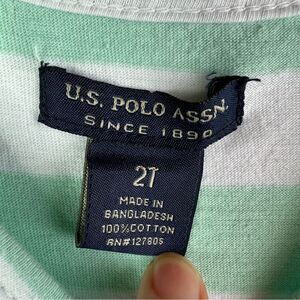 U.S. POLO ASSN.
SINCE 1890
2T
MADE IN
BANGLADESH
100% COTTON
RN#127805